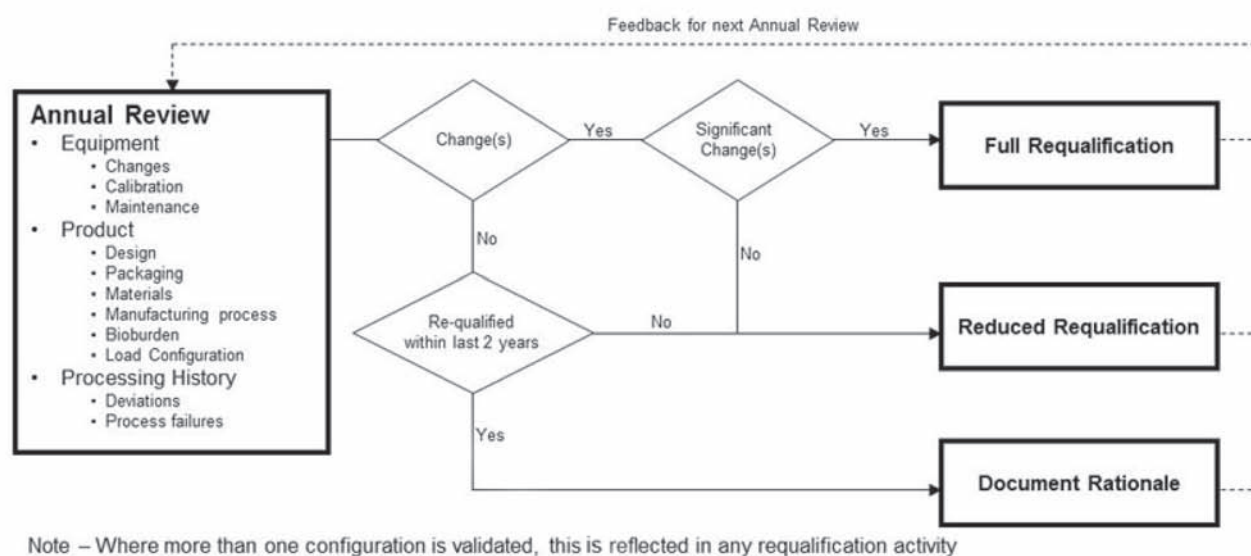 Feedback for next Annual Review
Annual Review
• Equipment
• Changes
• Calibration
• Maintenance
• Product
• Design
• Packaging
• Materials
• Manufacturing process
• Bioburden
• Load Configuration
• Processing History
• Deviations
• Process failures
Change(s)
Yes
Significant
Change(s)
Yes
Full Requalification
No
No
Re-qualified
within last 2 years
No
Reduced Requalification
Yes
Document Rationale
Note – Where more than one configuration is validated, this is reflected in any requalification activity